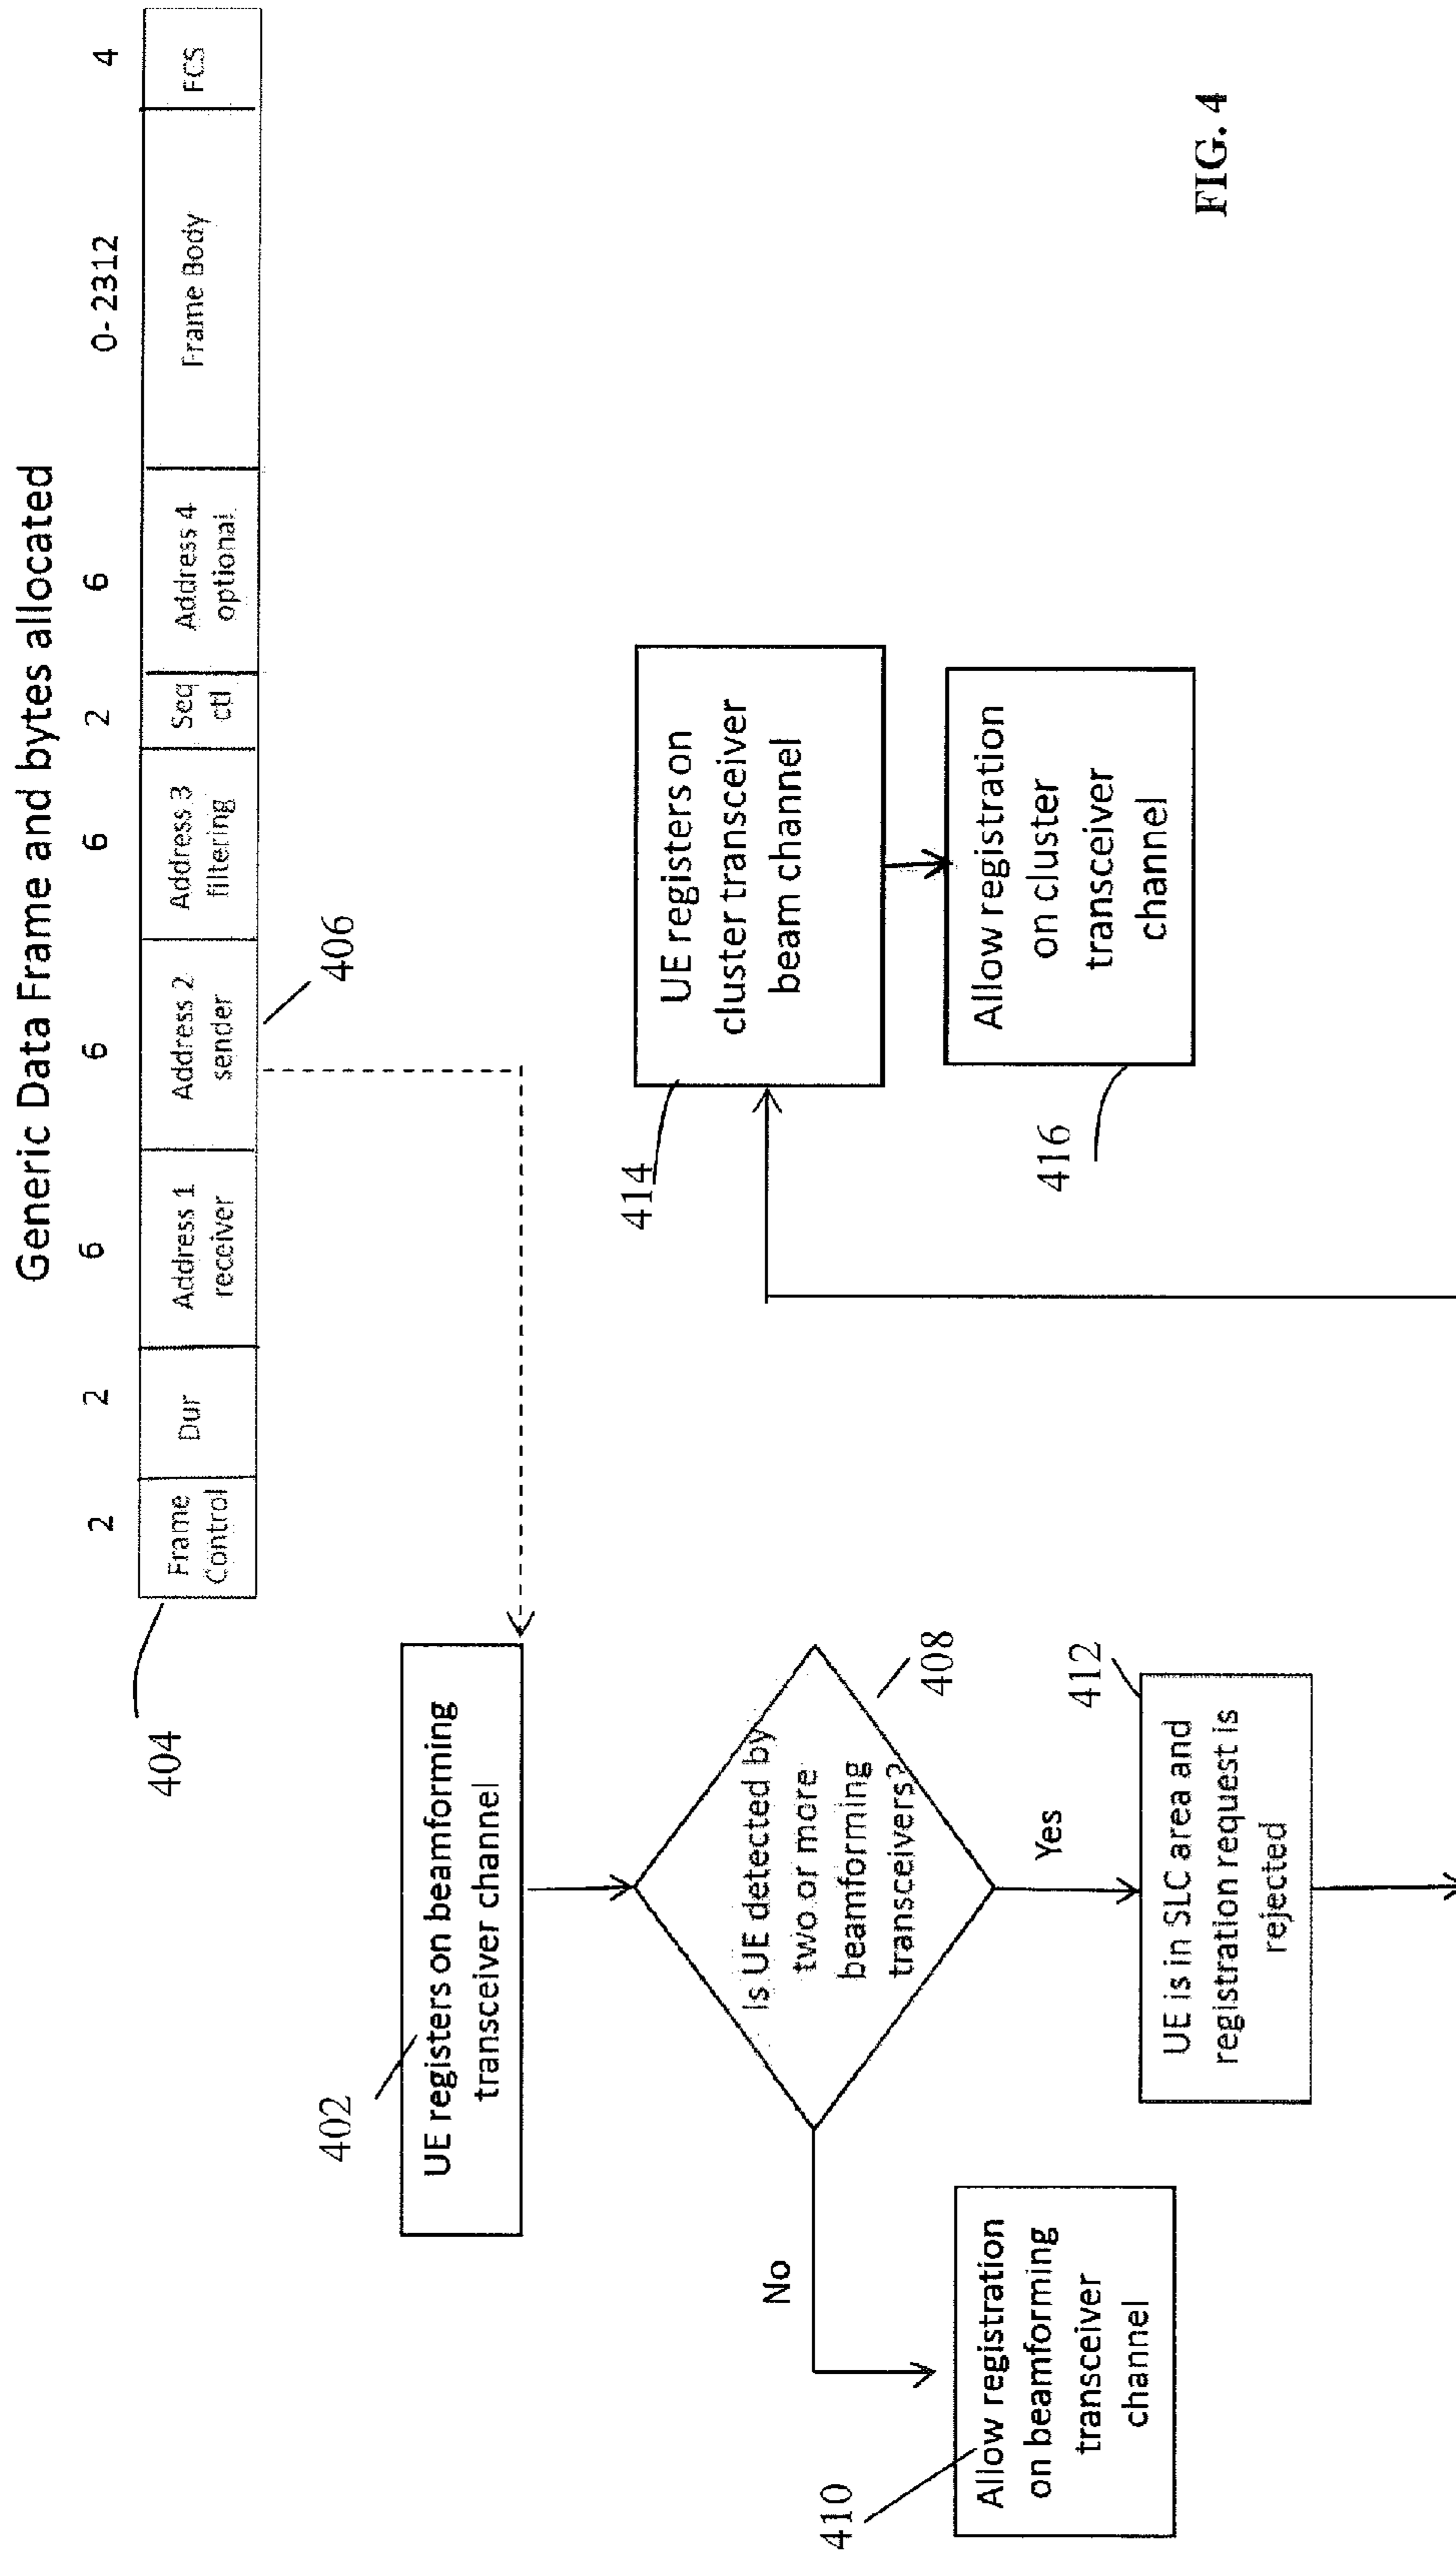 Generic Data Frame and bytes allocated
2
2
6
6
6
2
6
0-2312
4
Frame
Control
Dur
Address 1
receiver
Address 2
sender
Address 3
filtering
Seq
ctl
Address 4
optional
Frame Body
FCS
404
406
402
UE registers on beamforming
transceiver channel
Is UE detected by
two or more
beamforming
transceivers?
408
No
Yes
410
Allow registration
on beamforming
transceiver
channel
412
UE is in SLC area and
registration request is
rejected
414
UE registers on
cluster transceiver
beam channel
416
Allow registration
on cluster
transceiver
channel
FIG. 4